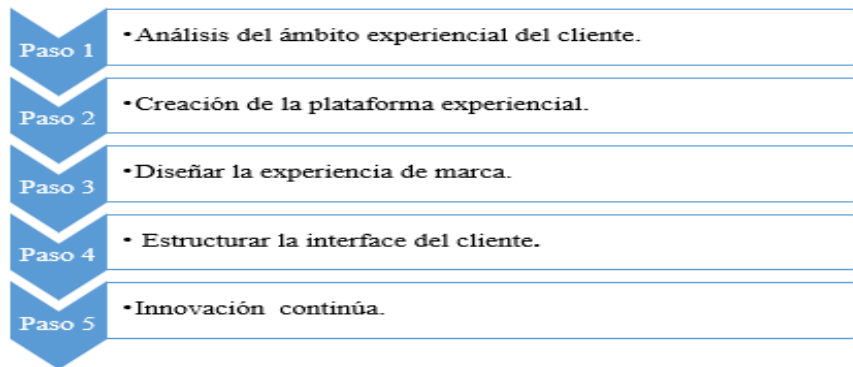 Paso 1
•Análisis del ámbito experiencial del cliente.
Paso 2
•Creación de la plataforma experiencial.
Paso 3
•Diseñar la experiencia de marca.
Paso 4
• Estructurar la interface del cliente.
Paso 5
•Innovación continúa.